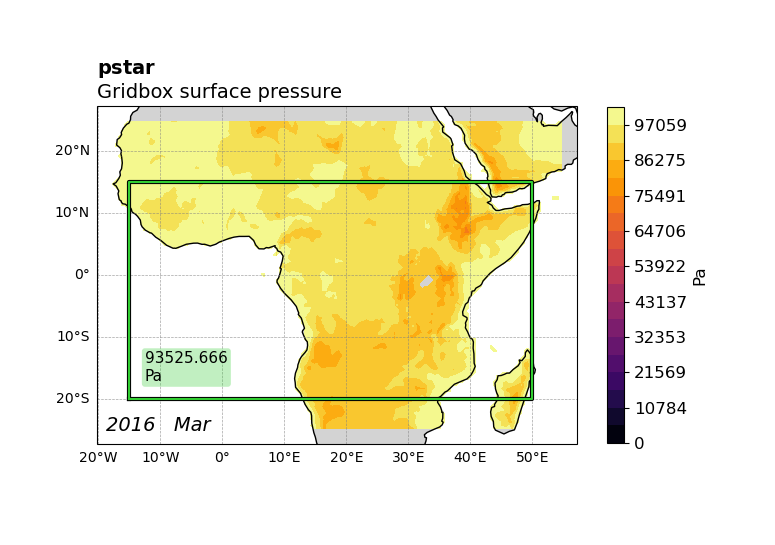 pstar
Gridbox surface pressure
20°N
10°N
0°
10°S
20°S
93525.666
Pa
2016 Mar
20°W 10°W 0° 10°E 20°E 30°E 40°E 50°E
97059
86275
75491
64706
53922
43137
32353
21569
10784
0
Pa